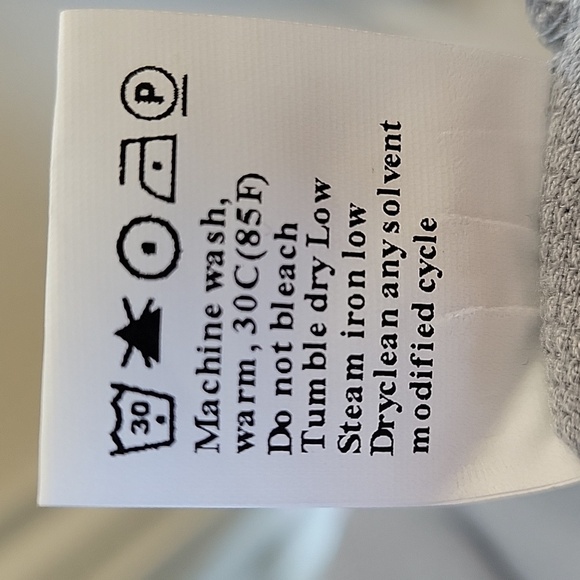 30 P
Machine wash,
warm, 30C(85F)
Do not bleach
Tumble dry Low
Steam iron low
Dryclean any solvent
modified cycle